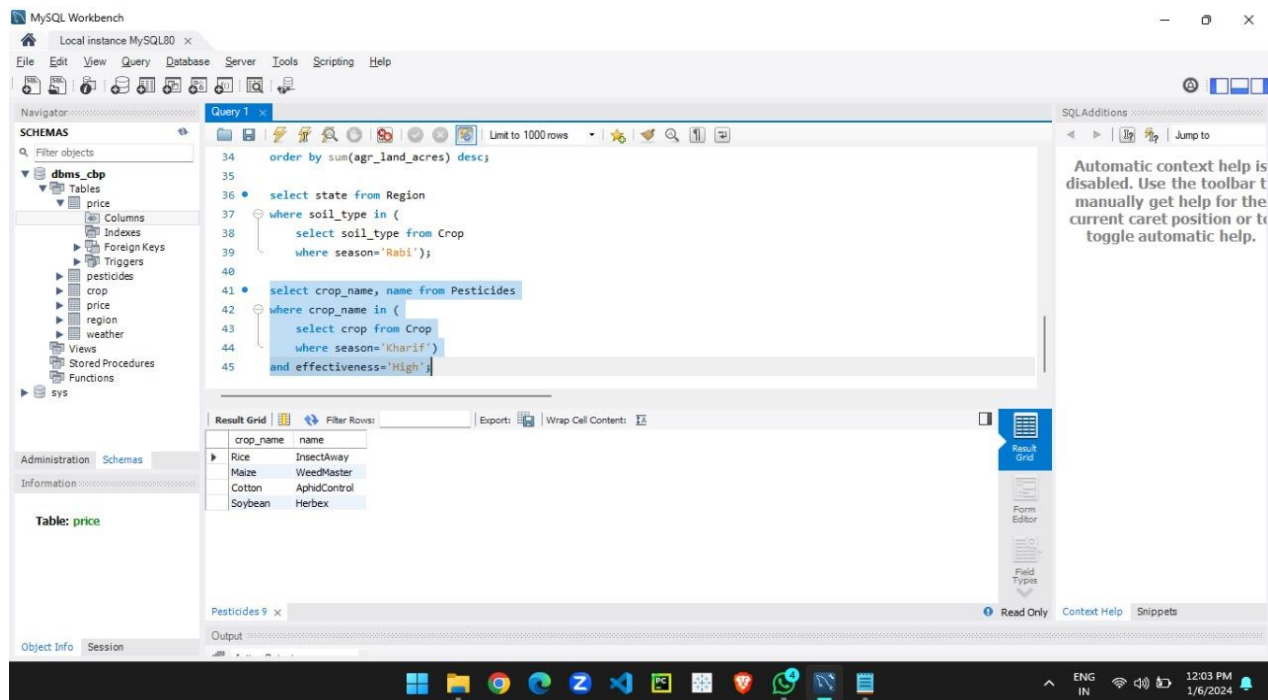 MySQL Workbench
Local instance MySQL80
File Edit View Query Database Server Tools Scripting Help
Navigator
SCHEMAS
Filter objects
dbms_cbp
Tables
price
Columns
Indexes
Foreign Keys
Triggers
pesticides
crop
price
region
weather
Views
Stored Procedures
Functions
sys
Administration Schemas
Information
Table: price
Object Info Session
Query 1
Limit to 1000 rows
34 order by sum(agr_land_acres) desc;
35
36 select state from Region
37 where soil_type in (
38 select soil_type from Crop
39 where season='Rabi');
40
41 select crop_name, name from Pesticides
42 where crop_name in (
43 select crop from Crop
44 where season='Kharif')
45 and effectiveness='High';
Result Grid Filter Rows: Export: Wrap Cell Content:
crop_name name
Rice InsectAway
Maize WeedMaster
Cotton AphidControl
Soybean Herbex
Result
Grid
Form
Editor
Field
Types
Pesticides 9
Read Only
Output
SQLAdditions
Jump to
Automatic context help is
disabled. Use the toolbar t
manually get help for the
current caret position or to
toggle automatic help.
Context Help Snippets
ENG
IN
12:03 PM
1/6/2024